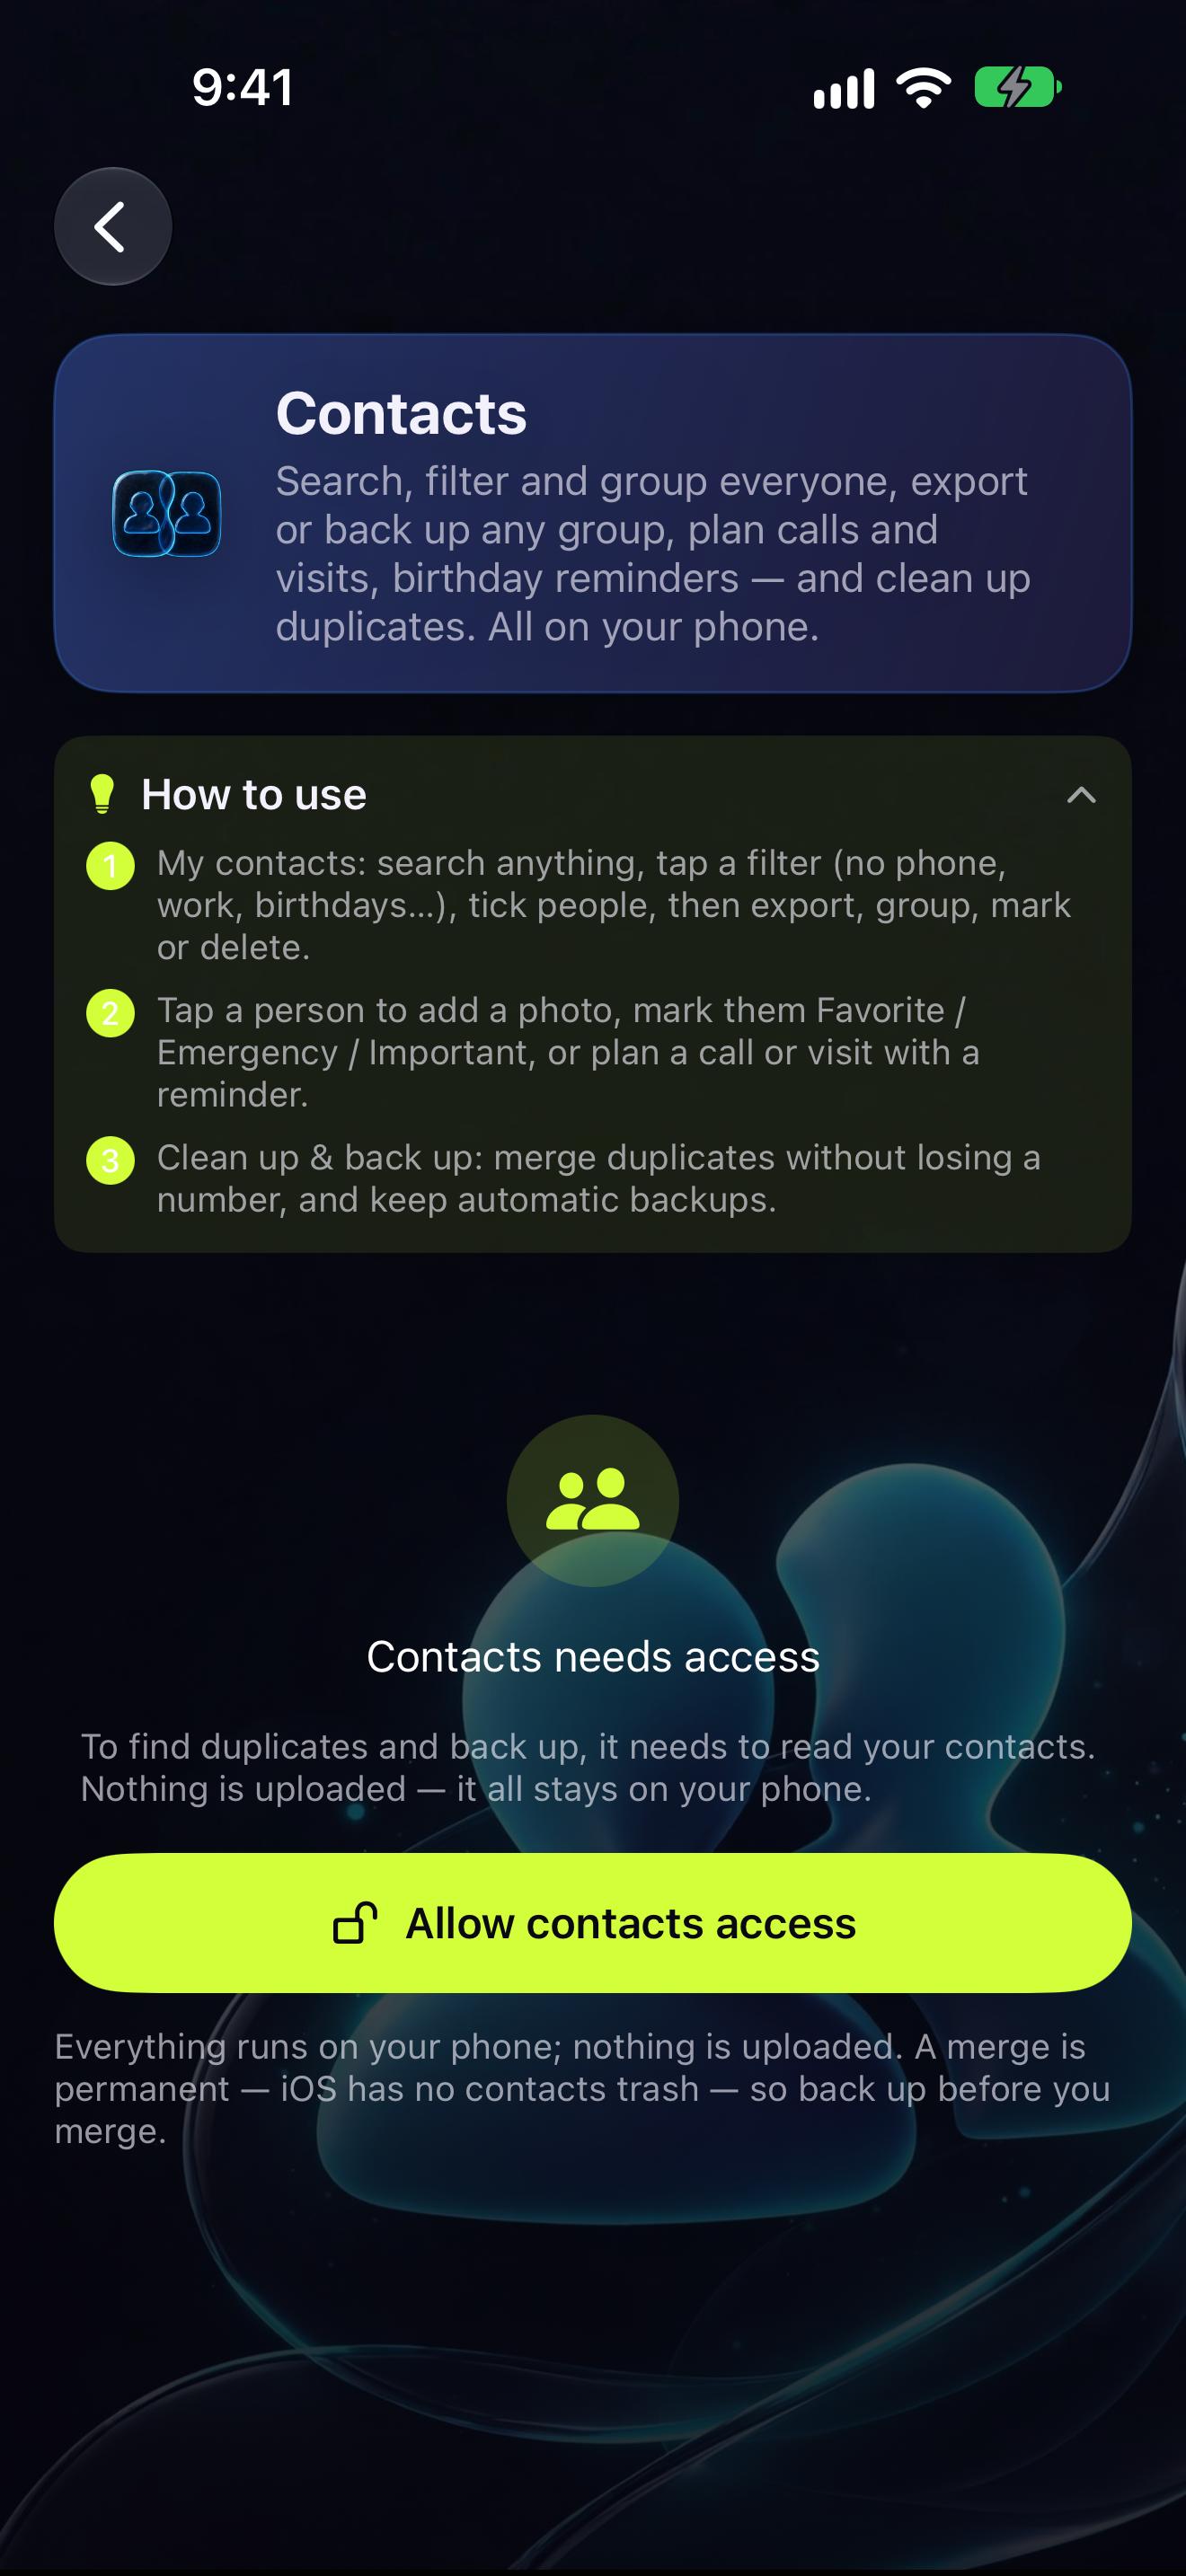 9:41
Contacts
Search, filter and group everyone, export
or back up any group, plan calls and
visits, birthday reminders — and clean up
duplicates. All on your phone.
How to use
1 My contacts: search anything, tap a filter (no phone,
work, birthdays...), tick people, then export, group, mark
or delete.
2 Tap a person to add a photo, mark them Favorite /
Emergency / Important, or plan a call or visit with a
reminder.
3 Clean up & back up: merge duplicates without losing a
number, and keep automatic backups.
Contacts needs access
To find duplicates and back up, it needs to read your contacts.
Nothing is uploaded — it all stays on your phone.
Allow contacts access
Everything runs on your phone; nothing is uploaded. A merge is
permanent — iOS has no contacts trash — so back up before you
merge.